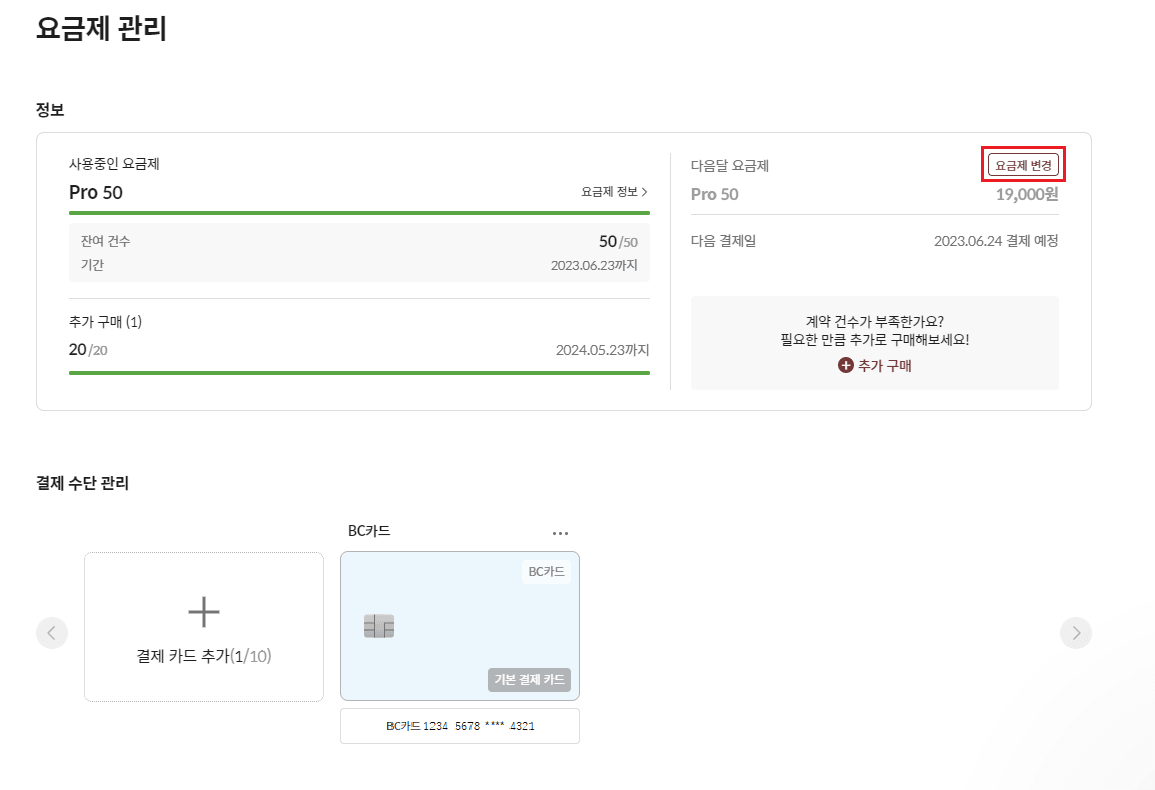 요금제 관리
정보
사용중인 요금제
Pro 50
요금제 정보 >
잔여 건수
50/50
기간
2023.06.23까지
추가 구매 (1)
20/20
2024.05.23까지
다음달 요금제
요금제 변경
Pro 50
19,000원
다음 결제일
2023.06.24 결제 예정
계약 건수가 부족한가요?
필요한 만큼 추가로 구매해보세요!
추가 구매
결제 수단 관리
BC카드
결제 카드 추가(1/10)
BC카드
기본 결제 카드
BC카드 1234 5678 **** 4321